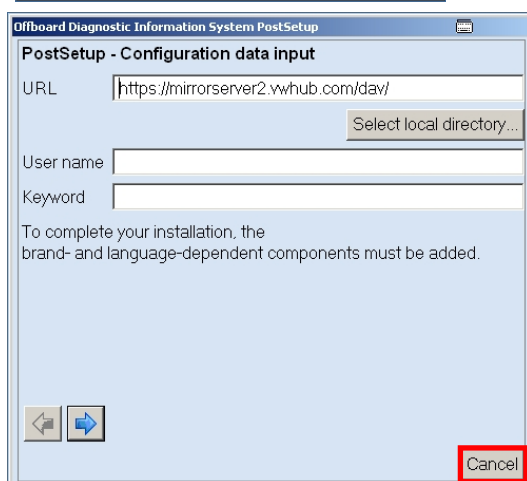 Offboard Diagnostic Information System PostSetup
PostSetup - Configuration data input
URL https://mirrorserver2.vwhub.com/dav/
Select local directory...
User name
Keyword
To complete your installation, the
brand- and language-dependent components must be added.
Cancel